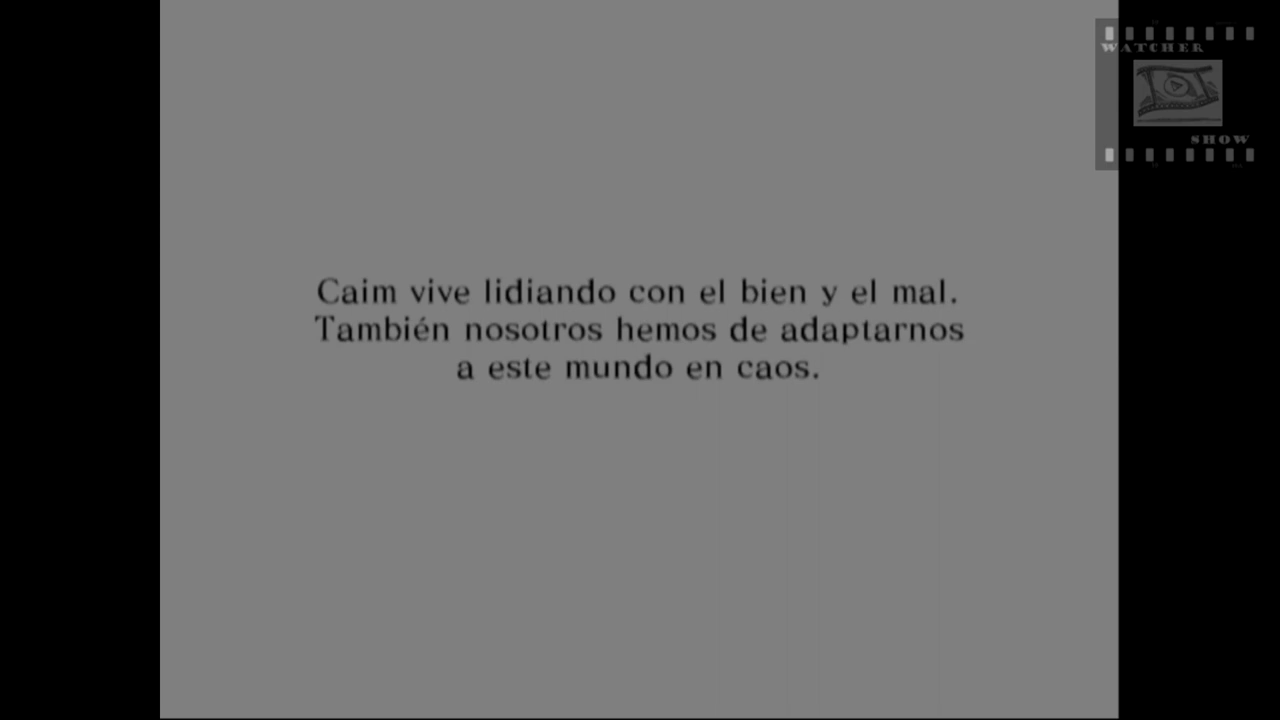 WATCHER
SHOW
Caim vive lidiando con el bien y el mal.
También nosotros hemos de adaptarnos
a este mundo en caos.